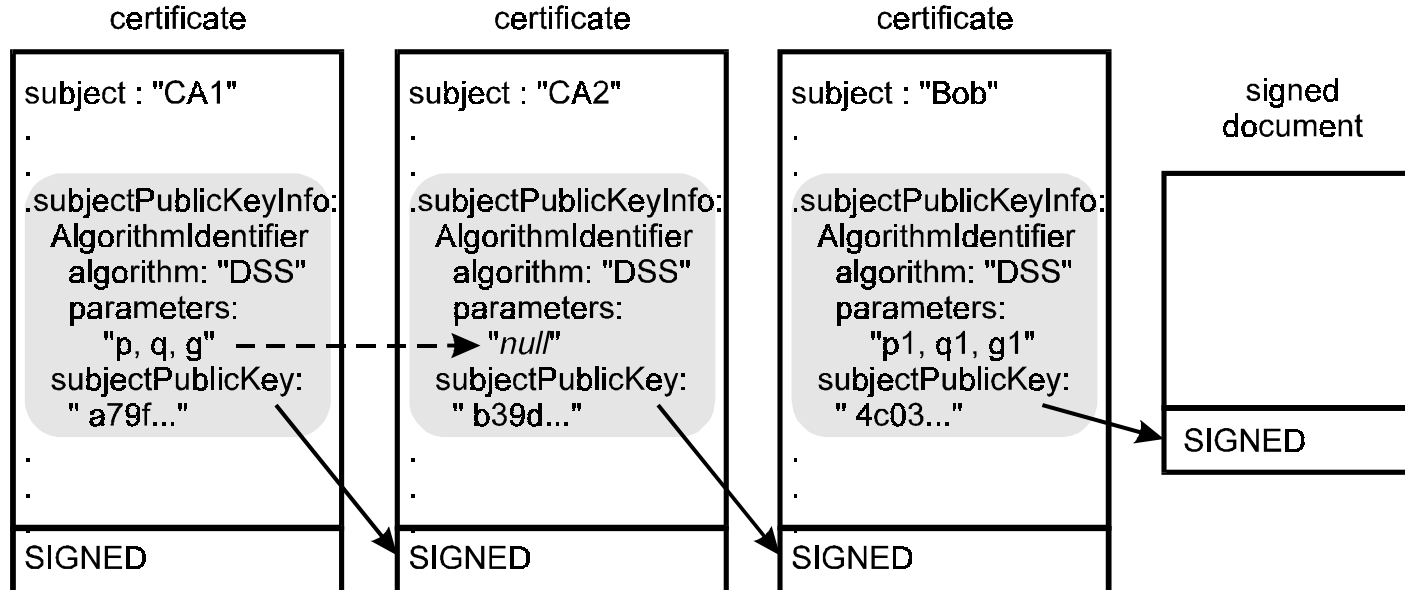 certificate
subject : "CA1"
.
.
.subjectPublicKeyInfo:
AlgorithmIdentifier
algorithm: "DSS"
parameters:
"p, q, g"
subjectPublicKey:
" a79f..."
.
.
.
SIGNED
certificate
subject : "CA2"
.
.
.subjectPublicKeyInfo:
AlgorithmIdentifier
algorithm: "DSS"
parameters:
"null"
subjectPublicKey:
" b39d..."
.
.
.
SIGNED
certificate
subject : "Bob"
.
.
.subjectPublicKeyInfo:
AlgorithmIdentifier
algorithm: "DSS"
parameters:
"p1, q1, g1"
subjectPublicKey:
" 4c03..."
.
.
.
SIGNED
signed
document
SIGNED